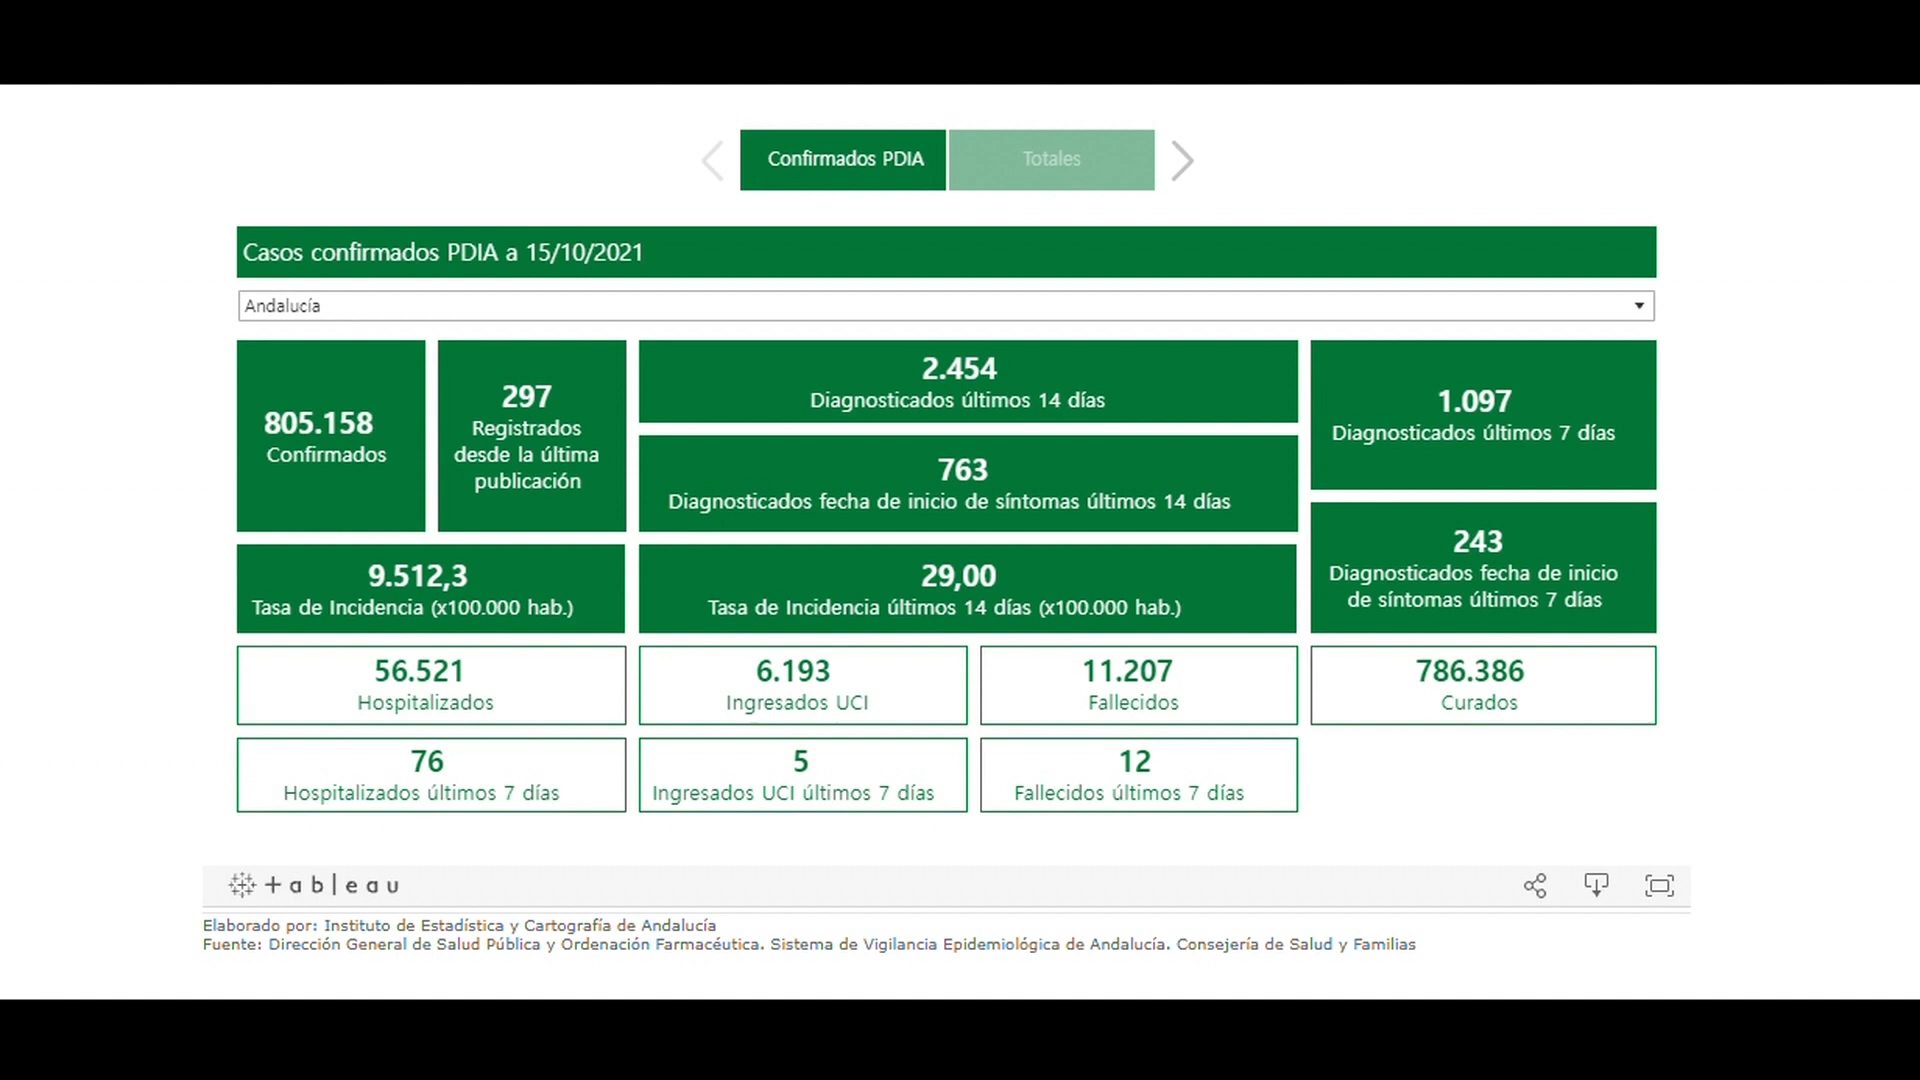 Confirmados PDIA
Totales
Casos confirmados PDIA a 15/10/2021
Andalucía
805.158
Confirmados
297
Registrados
desde la última
publicación
2.454
Diagnosticados últimos 14 días
763
Diagnosticados fecha de inicio de síntomas últimos 14 días
1.097
Diagnosticados últimos 7 días
243
Diagnosticados fecha de inicio
de síntomas últimos 7 días
9.512,3
Tasa de Incidencia (x100.000 hab.)
29,00
Tasa de Incidencia últimos 14 días (x100.000 hab.)
56.521
Hospitalizados
6.193
Ingresados UCI
11.207
Fallecidos
786.386
Curados
76
Hospitalizados últimos 7 días
5
Ingresados UCI últimos 7 días
12
Fallecidos últimos 7 días
+ableau
Elaborado por: Instituto de Estadística y Cartografía de Andalucía
Fuente: Dirección General de Salud Pública y Ordenación Farmacéutica. Sistema de Vigilancia Epidemiológica de Andalucía. Consejería de Salud y Familias